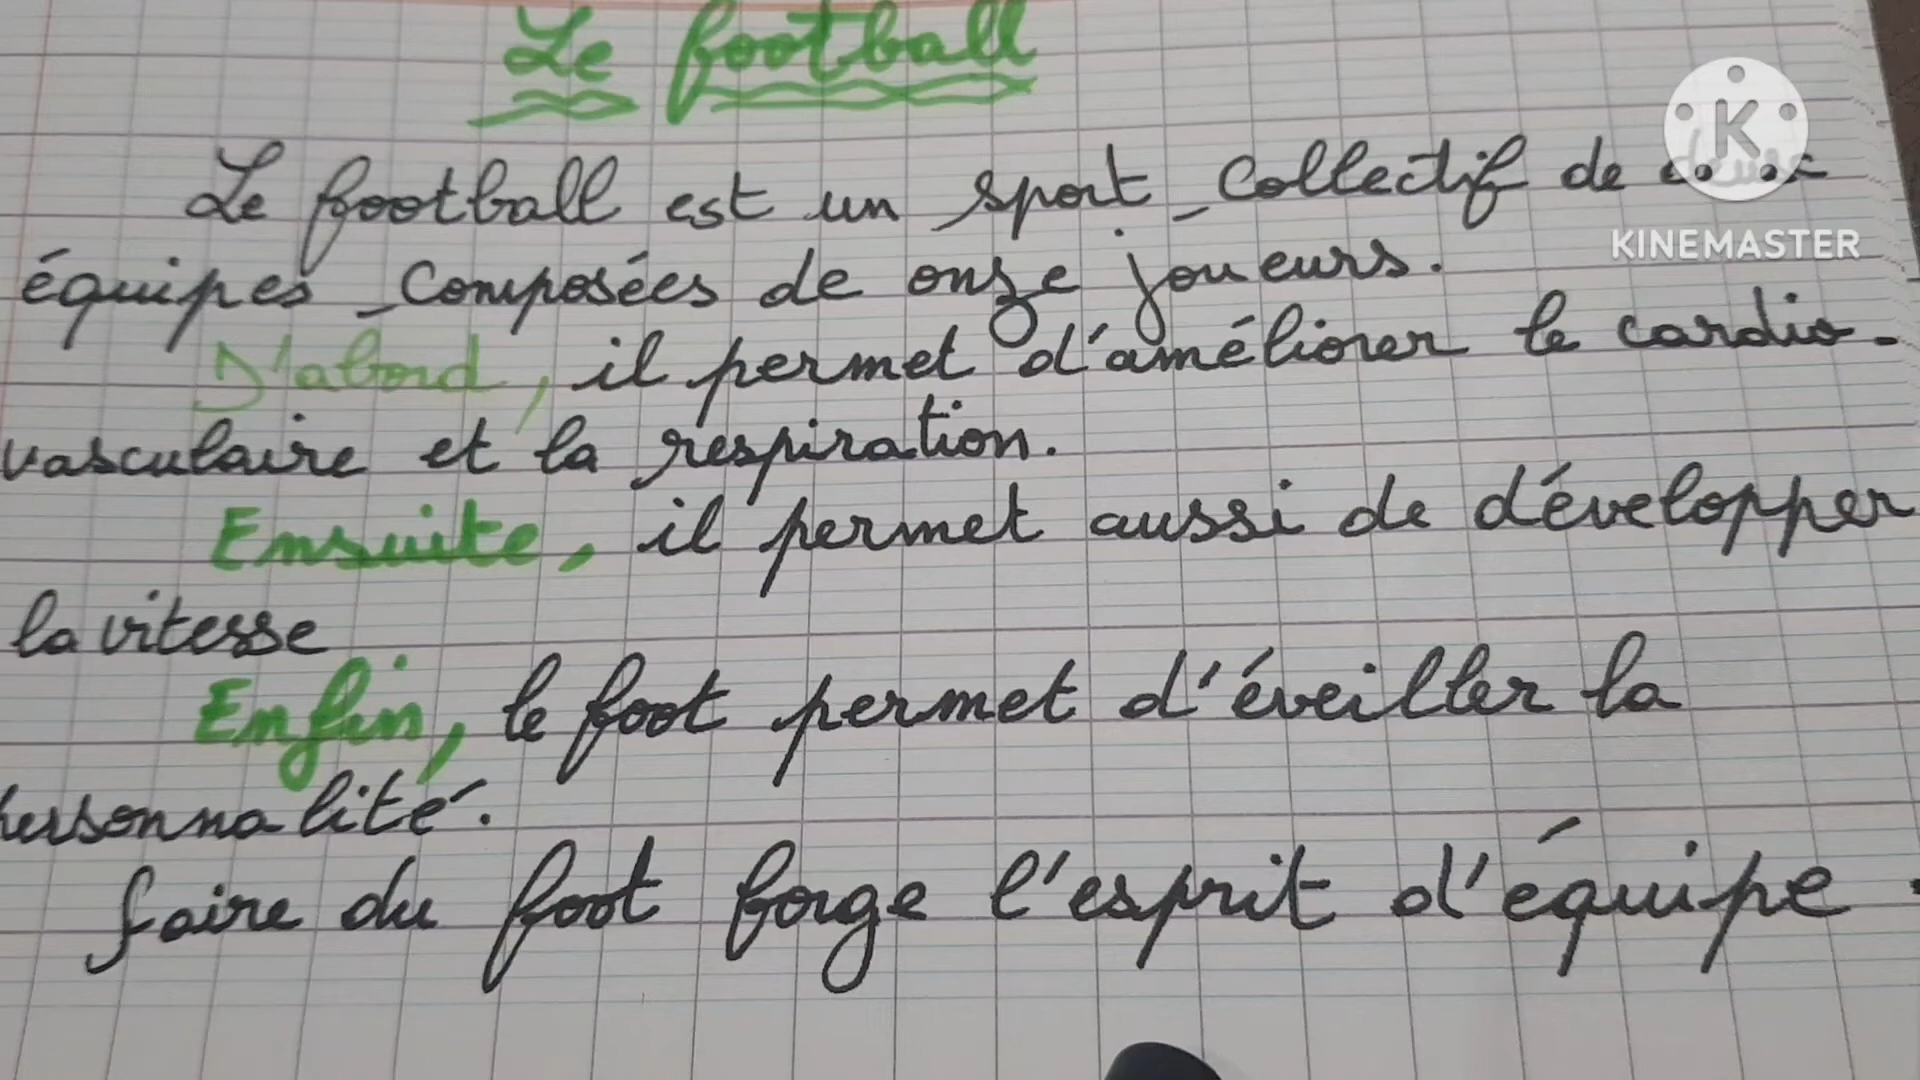 Le football
Le football est un sport collectif de deux
équipes composées de onze joueurs.
D'abord, il permet d'améliorer le cardio-
vasculaire et la respiration.
Ensuite, il permet aussi de développer
la vitesse
Enfin, le foot permet d'éveiller la
personnalité.
faire du foot forge l'esprit d'équipe.
K
KINEMASTER